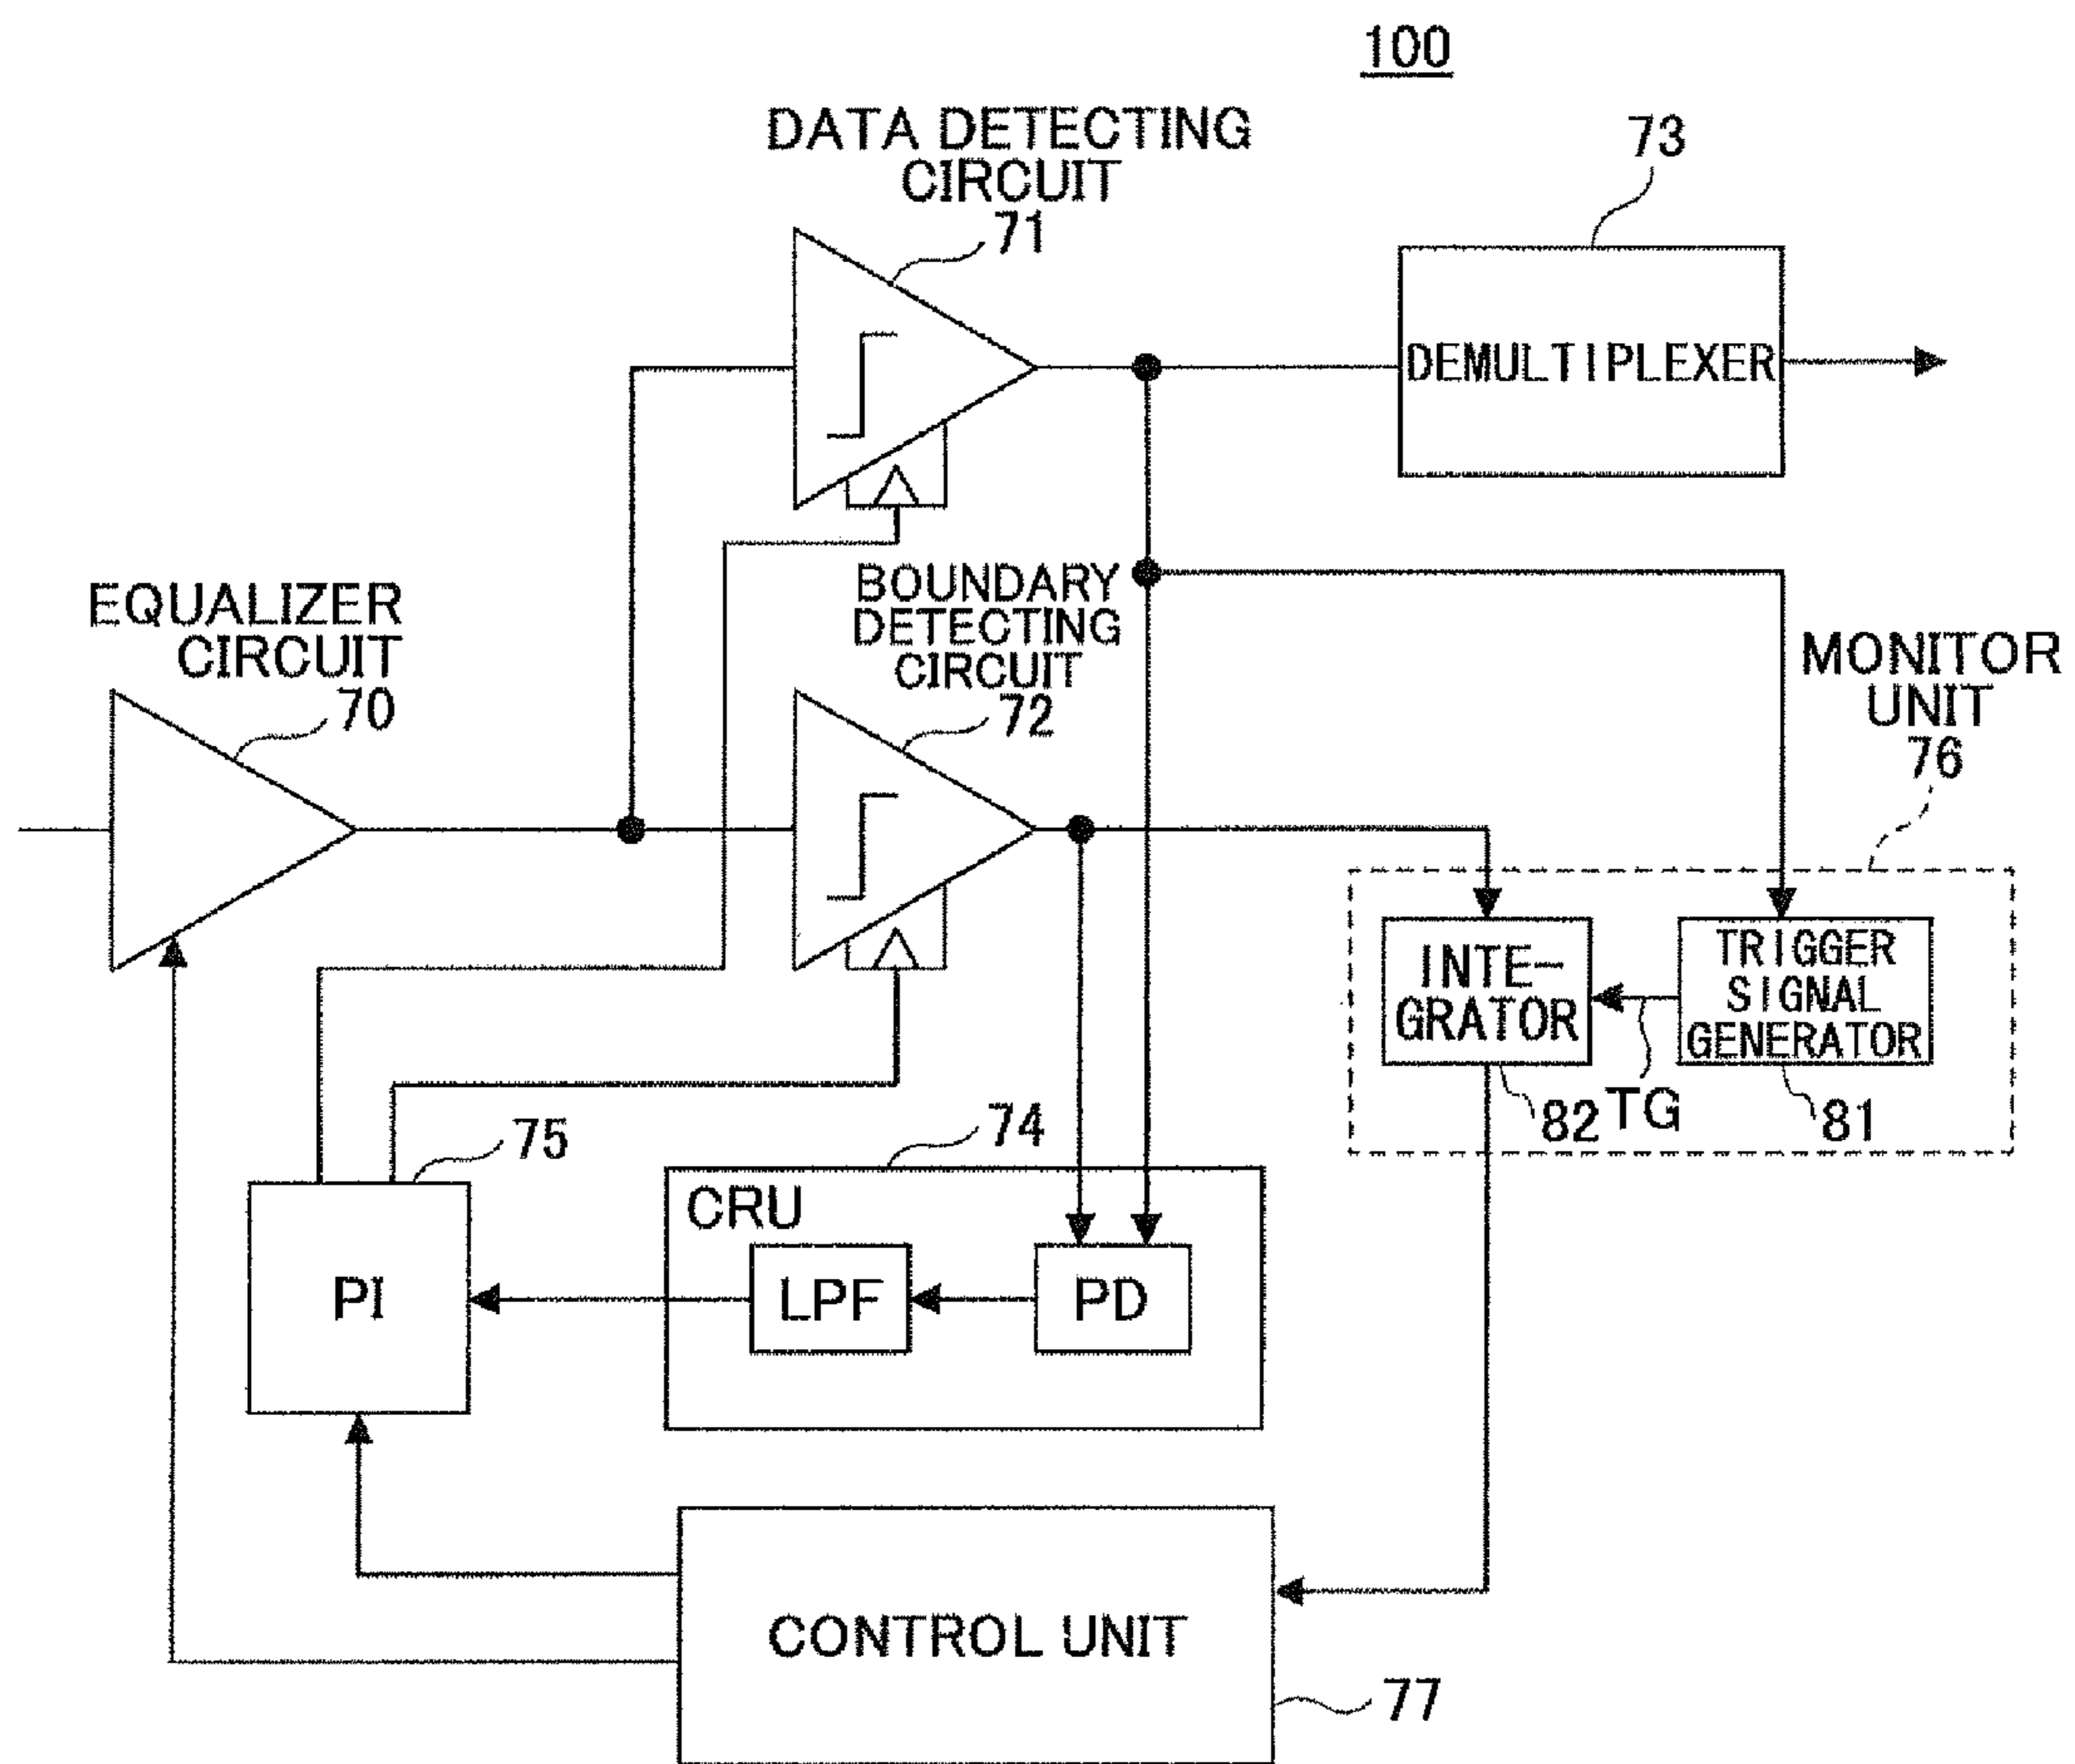 100
DATA DETECTING
CIRCUIT
71
73
DEMULTIPLEXER
EQUALIZER
CIRCUIT
70
BOUNDARY
DETECTING
CIRCUIT
72
MONITOR
UNIT
76
INTE-
GRATOR
TRIGGER
SIGNAL
GENERATOR
82
TG
81
75
74
CRU
PI
LPF
PD
CONTROL UNIT
77